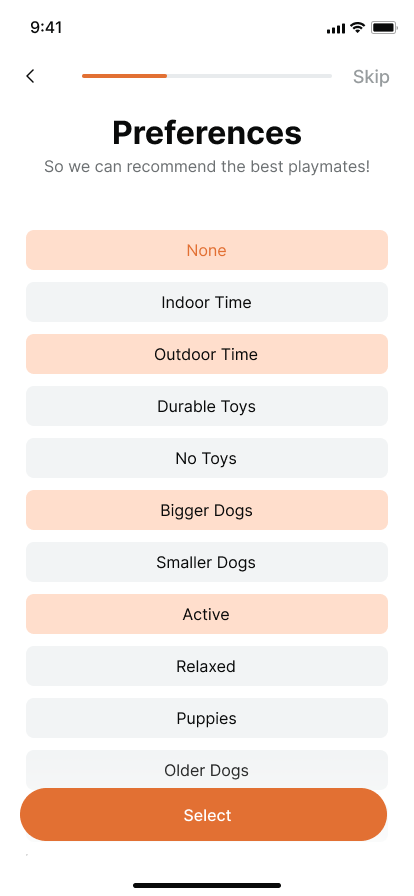 9:41
Skip
Preferences
So we can recommend the best playmates!
None
Indoor Time
Outdoor Time
Durable Toys
No Toys
Bigger Dogs
Smaller Dogs
Active
Relaxed
Puppies
Older Dogs
Select